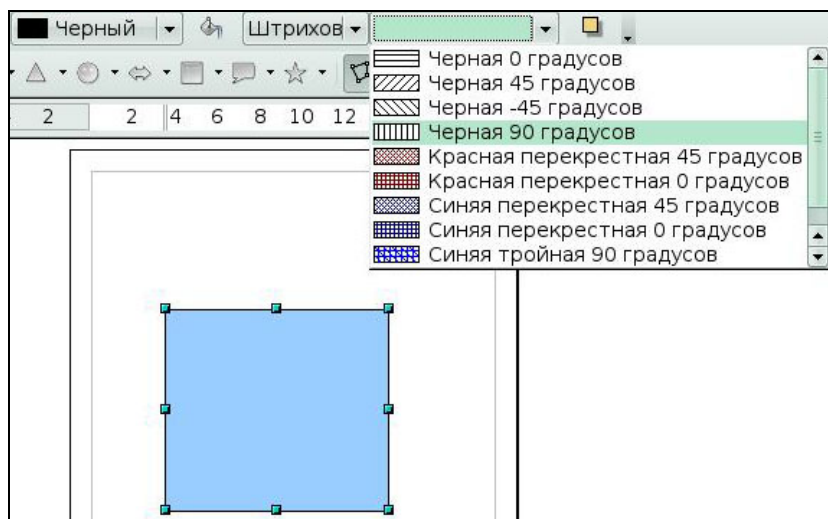 Черный Штрихов
Черная 0 градусов
Черная 45 градусов
Черная -45 градусов
Черная 90 градусов
Красная перекрестная 45 градусов
Красная перекрестная 0 градусов
Синяя перекрестная 45 градусов
Синяя перекрестная 0 градусов
Синяя тройная 90 градусов
2 2 4 6 8 10 12